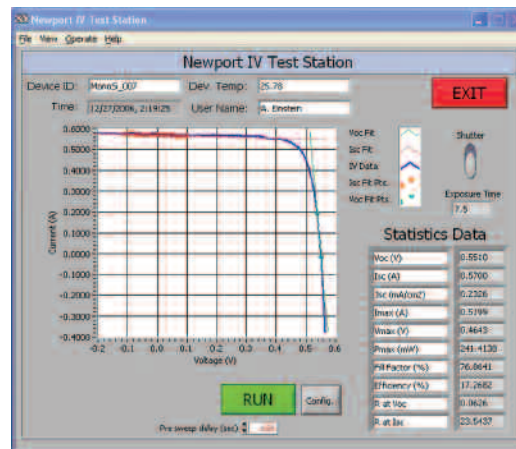 Newport IV Test Station
File View Operate Help
Newport IV Test Station
Device ID: MonoS_007 Dev. Temp: 25.78 EXIT
Time: 12/27/2006, 2:19:25 User Name: A. Einstein
Voc Fit
Isc Fit
IV Data
Isc Fit Pts.
Voc Fit Pts.
Shutter
Exposure Time
7.5
Current (A)
0.6000
0.5000
0.4000
0.3000
0.2000
0.1000
0.0000
-0.1000
-0.2000
-0.3000
-0.4000
-0.2 -0.1 0.0 0.1 0.2 0.3 0.4 0.5 0.6
Voltage (V)
Statistics Data
Voc (V) 0.5510
Isc (A) 0.5700
Jsc (mA/cm2) 0.2326
Imax (A) 0.5199
Vmax (V) 0.4643
Pmax (mW) 241.4138
Fill Factor (%) 76.8641
Efficiency (%) 17.2682
R at Voc 0.0626
R at Isc 23.5437
RUN Config.
Pre sweep delay (sec)